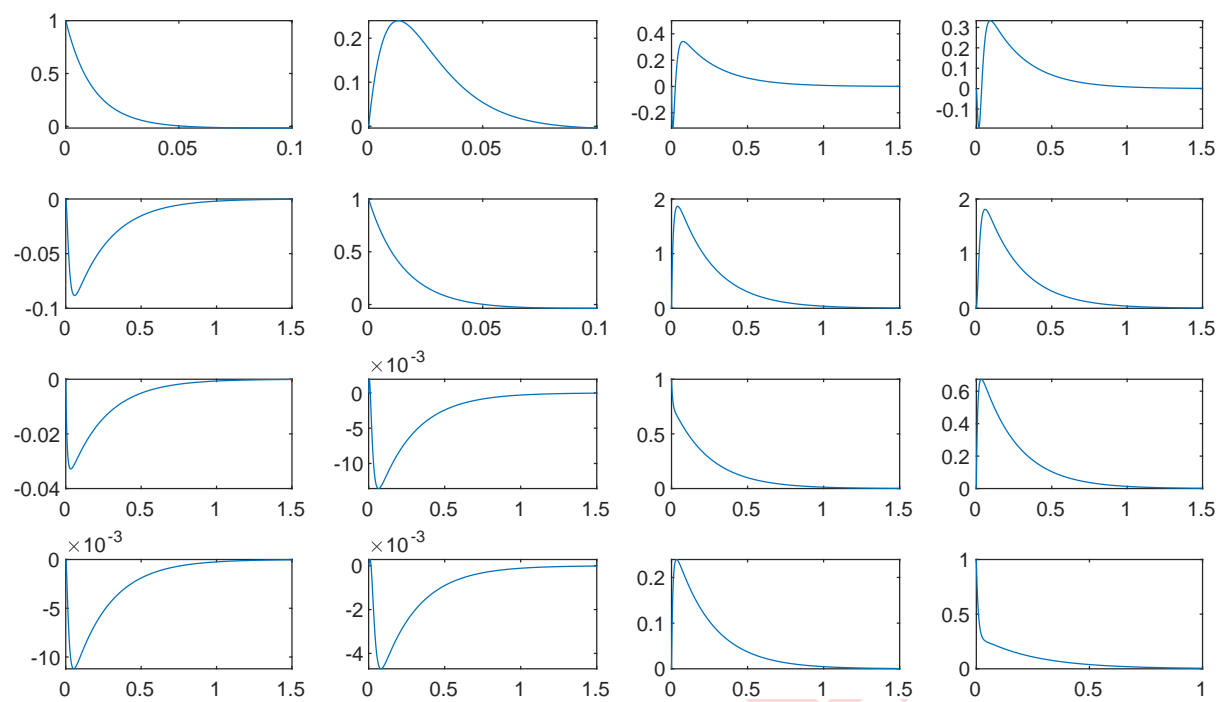 1 0.5 0 0 0.05 0.1
0.2 0.1 0 0 0.05 0.1
0.4 0.2 0 -0.2 0 0.5 1 1.5
0.3 0.2 0.1 0 -0.1 0 0.5 1 1.5
0 -0.05 -0.1 0 0.5 1 1.5
1 0.5 0 0 0.05 0.1
2 1 0 0 0.5 1 1.5
2 1 0 0 0.5 1 1.5
0 -0.02 -0.04 0 0.5 1 1.5
×10⁻³ 0 -5 -10 0 0.5 1 1.5
1 0.5 0 0 0.5 1 1.5
0.6 0.4 0.2 0 0 0.5 1 1.5
×10⁻³ 0 -5 -10 0 0.5 1 1.5
×10⁻³ 0 -2 -4 0 0.5 1 1.5
0.2 0.1 0 0 0.5 1 1.5
1 0.5 0 0 0.5 1